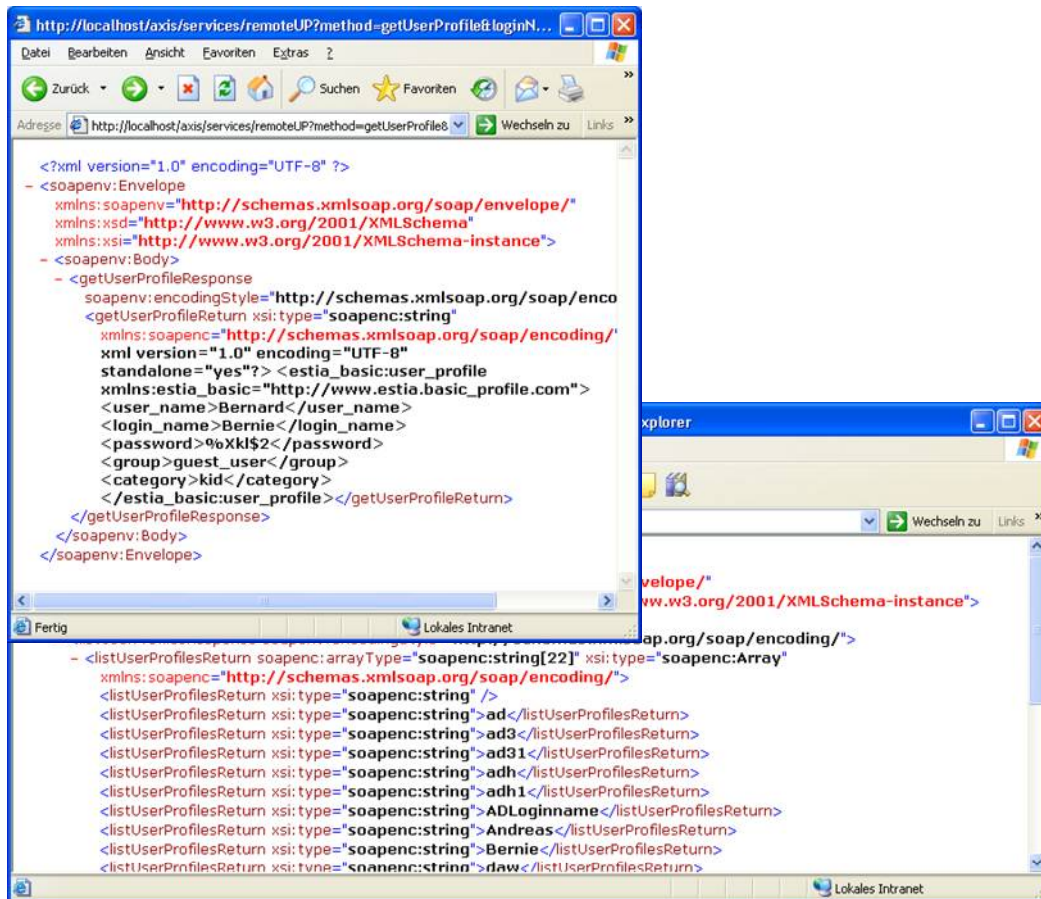 http://localhost/axis/services/remoteUP?method=getUserProfile&loginN...
Datei Bearbeiten Ansicht Favoriten Extras ?
Zurück Suchen Favoriten »
Adresse http://localhost/axis/services/remoteUP?method=getUserProfile& Wechseln zu Links »
<?xml version="1.0" encoding="UTF-8" ?>
- <soapenv:Envelope
xmlns:soapenv="http://schemas.xmlsoap.org/soap/envelope/"
xmlns:xsd="http://www.w3.org/2001/XMLSchema"
xmlns:xsi="http://www.w3.org/2001/XMLSchema-instance">
- <soapenv:Body>
- <getUserProfileResponse
soapenv:encodingStyle="http://schemas.xmlsoap.org/soap/enco
<getUserProfileReturn xsi:type="soapenc:string"
xmlns:soapenc="http://schemas.xmlsoap.org/soap/encoding/"
xml version="1.0" encoding="UTF-8"
standalone="yes"?> <estia_basic:user_profile
xmlns:estia_basic="http://www.estia.basic_profile.com">
<user_name>Bernard</user_name>
<login_name>Bernie</login_name>
<password>%Xkl$2</password>
<group>guest_user</group>
<category>kid</category>
</estia_basic:user_profile></getUserProfileReturn>
</getUserProfileResponse>
</soapenv:Body>
</soapenv:Envelope>
Fertig Lokales Intranet
xplorer
Wechseln zu Links »
velope/"
ww.w3.org/2001/XMLSchema-instance">
ap.org/soap/encoding/">
- <listUserProfilesReturn soapenc:arrayType="soapenc:string[22]" xsi:type="soapenc:Array"
xmlns:soapenc="http://schemas.xmlsoap.org/soap/encoding/">
<listUserProfilesReturn xsi:type="soapenc:string" />
<listUserProfilesReturn xsi:type="soapenc:string">ad</listUserProfilesReturn>
<listUserProfilesReturn xsi:type="soapenc:string">ad3</listUserProfilesReturn>
<listUserProfilesReturn xsi:type="soapenc:string">ad31</listUserProfilesReturn>
<listUserProfilesReturn xsi:type="soapenc:string">adh</listUserProfilesReturn>
<listUserProfilesReturn xsi:type="soapenc:string">adh1</listUserProfilesReturn>
<listUserProfilesReturn xsi:type="soapenc:string">ADLoginname</listUserProfilesReturn>
<listUserProfilesReturn xsi:type="soapenc:string">Andreas</listUserProfilesReturn>
<listUserProfilesReturn xsi:type="soapenc:string">Bernie</listUserProfilesReturn>
<listUserProfilesReturn xsi:type="soapenc:string">daw</listUserProfilesReturn>
Lokales Intranet